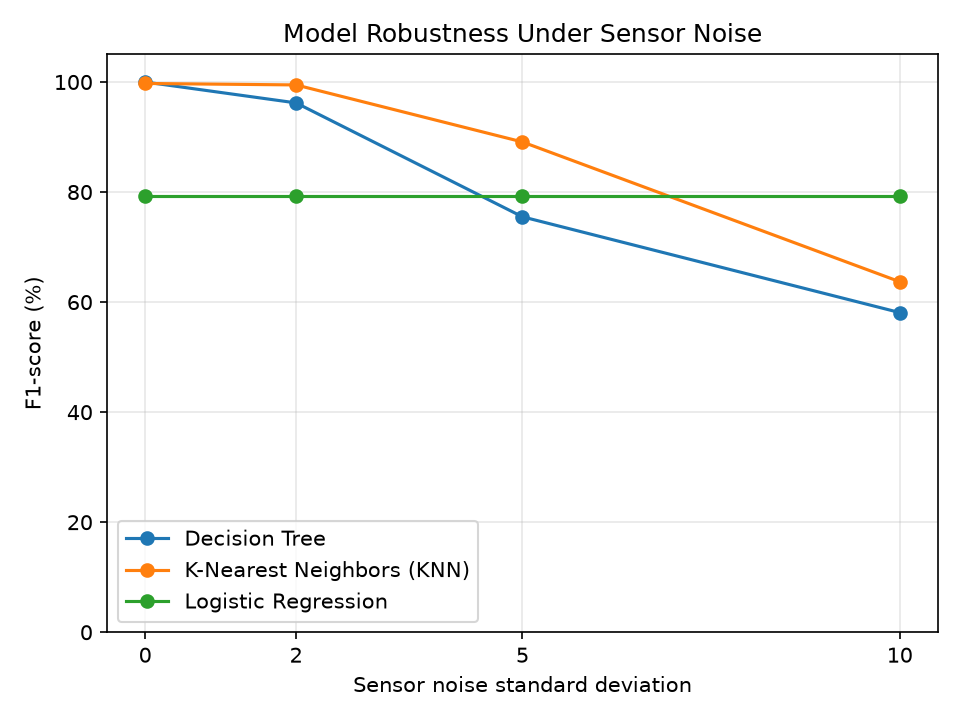 Model Robustness Under Sensor Noise
F1-score (%)
100
80
60
40
20
0
Decision Tree
K-Nearest Neighbors (KNN)
Logistic Regression
0 2 5 10
Sensor noise standard deviation